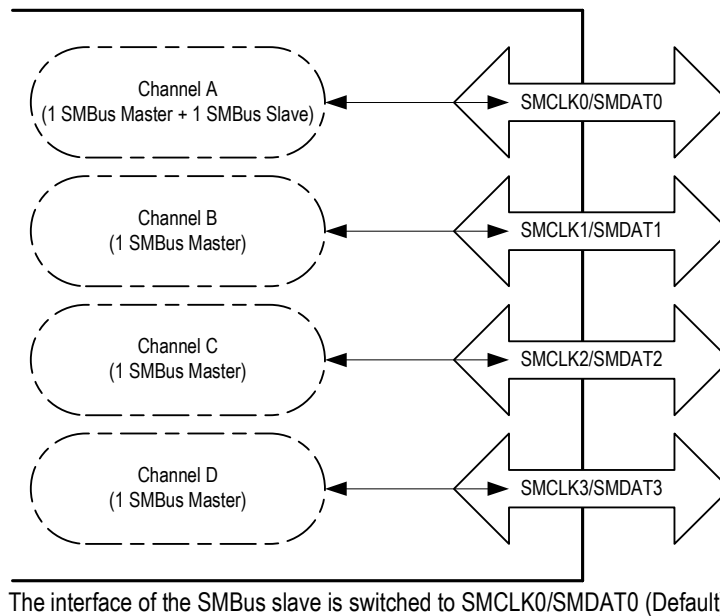 Channel A
(1 SMBus Master + 1 SMBus Slave)
SMCLK0/SMDAT0
Channel B
(1 SMBus Master)
SMCLK1/SMDAT1
Channel C
(1 SMBus Master)
SMCLK2/SMDAT2
Channel D
(1 SMBus Master)
SMCLK3/SMDAT3
The interface of the SMBus slave is switched to SMCLK0/SMDAT0 (Default